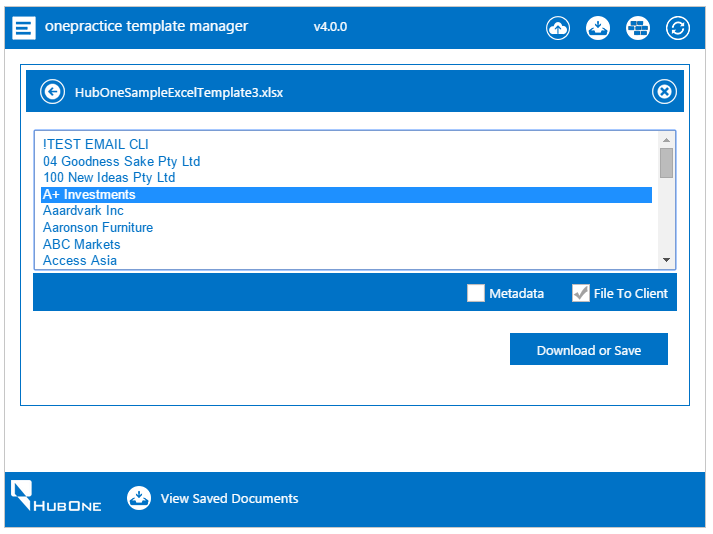 onepractice template manager v4.0.0
HubOneSampleExcelTemplate3.xlsx
!TEST EMAIL CLI
04 Goodness Sake Pty Ltd
100 New Ideas Pty Ltd
A+ Investments
Aaardvark Inc
Aaronson Furniture
ABC Markets
Access Asia
Metadata File To Client
Download or Save
HUBONE View Saved Documents